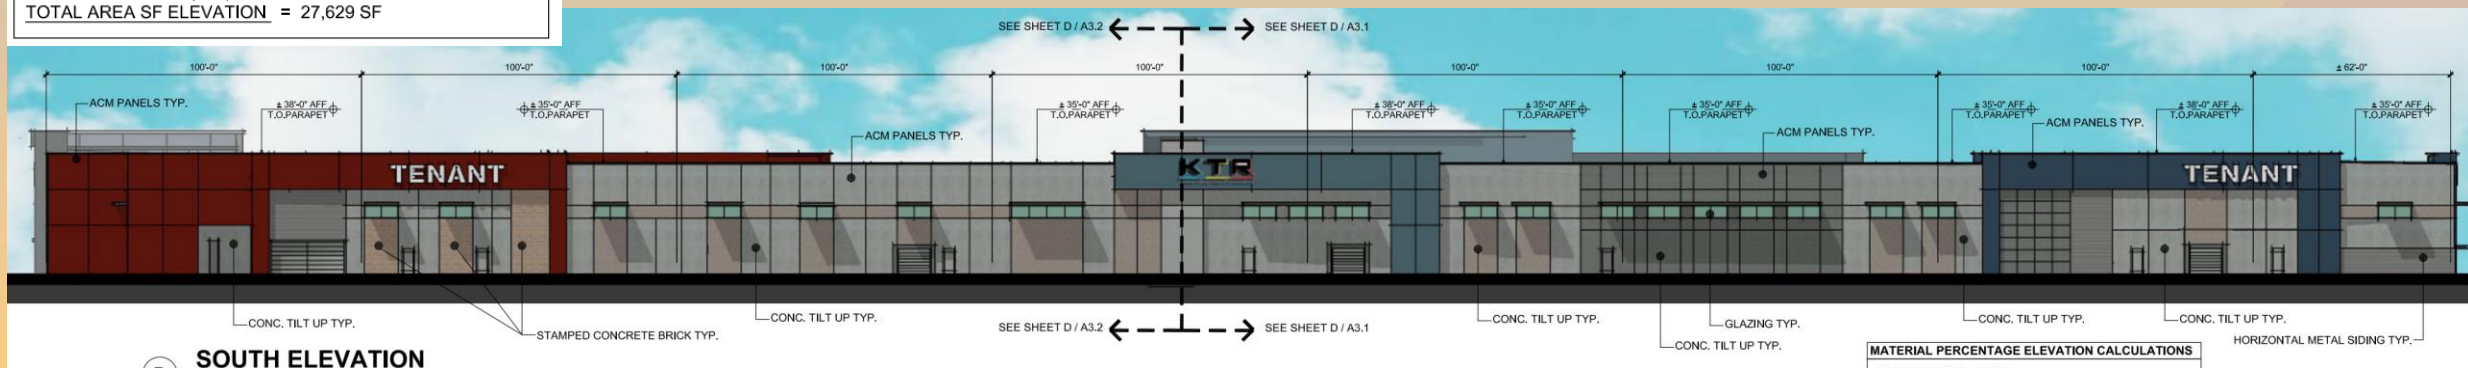 TOTAL AREA SF ELEVATION = 27,629 SF
SEE SHEET D / A3.2
SEE SHEET D / A3.1
100'-0"
100'-0"
100'-0"
100'-0"
100'-0"
100'-0"
100'-0"
± 62'-0"
ACM PANELS TYP.
± 38'-0" AFF
T.O.PARAPET
± 35'-0" AFF
T.O.PARAPET
ACM PANELS TYP.
± 35'-0" AFF
T.O.PARAPET
± 38'-0" AFF
T.O.PARAPET
± 35'-0" AFF
T.O.PARAPET
± 35'-0" AFF
T.O.PARAPET
ACM PANELS TYP.
± 35'-0" AFF
T.O.PARAPET
ACM PANELS TYP.
± 38'-0" AFF
T.O.PARAPET
± 35'-0" AFF
T.O.PARAPET
TENANT
KTR
TENANT
CONC. TILT UP TYP.
STAMPED CONCRETE BRICK TYP.
CONC. TILT UP TYP.
SEE SHEET D / A3.2
SEE SHEET D / A3.1
CONC. TILT UP TYP.
CONC. TILT UP TYP.
GLAZING TYP.
CONC. TILT UP TYP.
CONC. TILT UP TYP.
HORIZONTAL METAL SIDING TYP.
SOUTH ELEVATION
MATERIAL PERCENTAGE ELEVATION CALCULATIONS